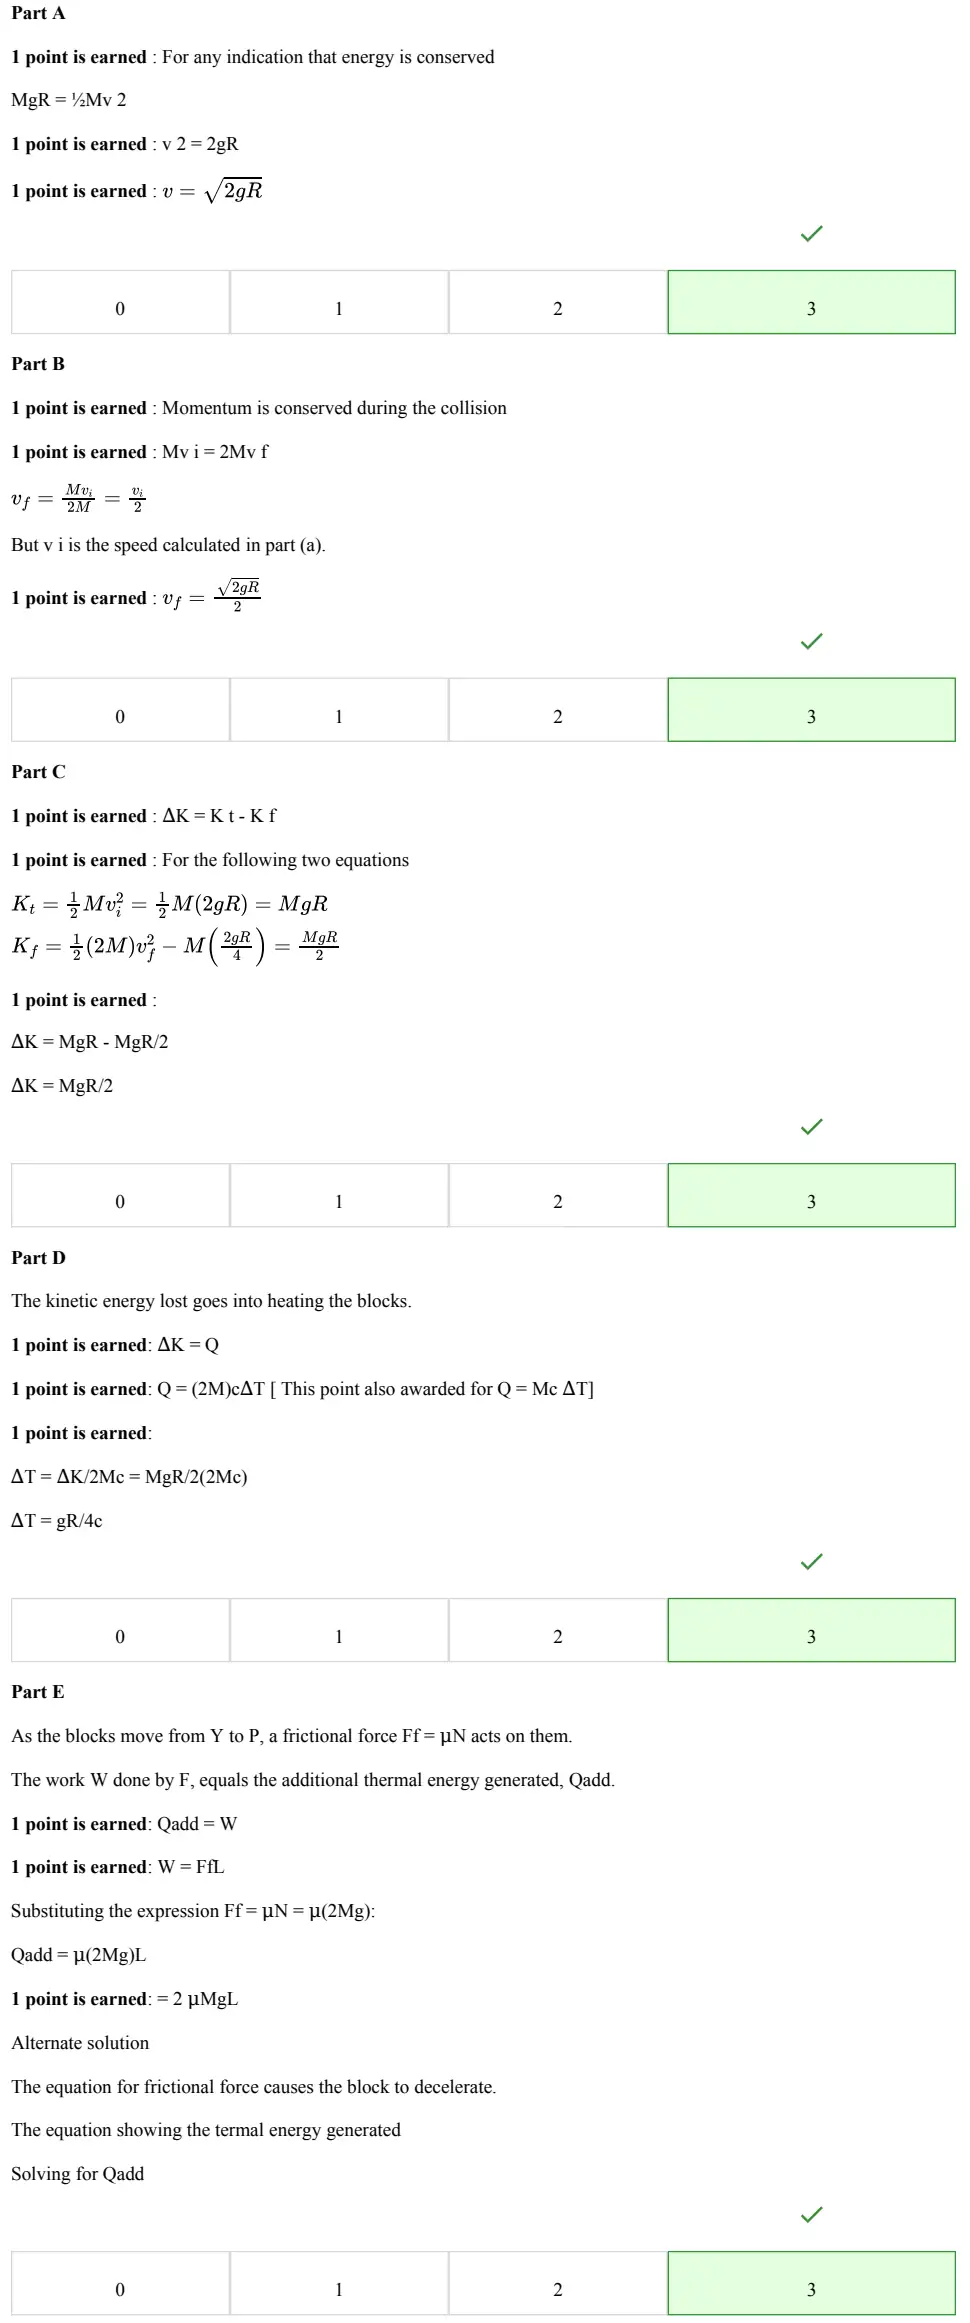 Part A
1 point is earned : For any indication that energy is conserved
MgR = ½Mv 2
1 point is earned : v 2 = 2gR
1 point is earned : v = √2gR
✓
0 1 2 3
Part B
1 point is earned : Momentum is conserved during the collision
1 point is earned : Mv i = 2Mv f
v_f = Mv_i/2M = v_i/2
But v i is the speed calculated in part (a).
1 point is earned : v_f = √2gR/2
✓
0 1 2 3
Part C
1 point is earned : ΔK = K t - K f
1 point is earned : For the following two equations
K_t = 1/2 Mv_i^2 = 1/2 M(2gR) = MgR
K_f = 1/2 (2M)v_f^2 − M(2gR/4) = MgR/2
1 point is earned :
ΔK = MgR - MgR/2
ΔK = MgR/2
✓
0 1 2 3
Part D
The kinetic energy lost goes into heating the blocks.
1 point is earned: ΔK = Q
1 point is earned: Q = (2M)cΔT [ This point also awarded for Q = Mc ΔT]
1 point is earned:
ΔT = ΔK/2Mc = MgR/2(2Mc)
ΔT = gR/4c
✓
0 1 2 3
Part E
As the blocks move from Y to P, a frictional force Ff = µN acts on them.
The work W done by F, equals the additional thermal energy generated, Qadd.
1 point is earned: Qadd = W
1 point is earned: W = FfL
Substituting the expression Ff = µN = µ(2Mg):
Qadd = µ(2Mg)L
1 point is earned: = 2 µMgL
Alternate solution
The equation for frictional force causes the block to decelerate.
The equation showing the termal energy generated
Solving for Qadd
✓
0 1 2 3